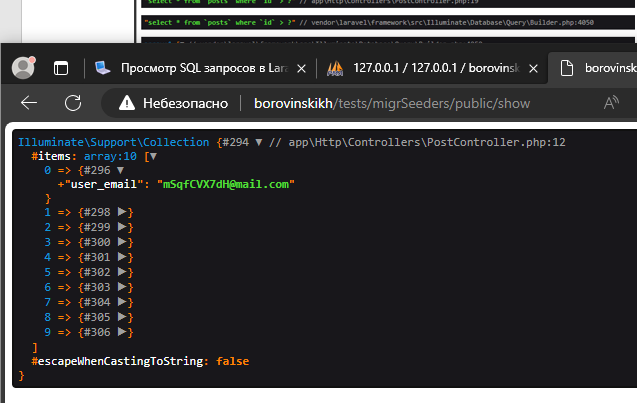 "select * from `posts` where `id` > ?" // app\Http\Controllers\PostController.php:19
"select * from `posts` where `id` > ?" // vendor\laravel\framework\src\Illuminate\Database\Query\Builder.php:4050
Просмотр SQL запросов в Lara
127.0.0.1 / 127.0.0.1 / borovinsk
borovinsk
Небезопасно
borovinskikh/tests/migrSeeders/public/show
Illuminate\Support\Collection {#294 ▼ // app\Http\Controllers\PostController.php:12
#items: array:10 [▼
0 => {#296 ▼
+"user_email": "mSqfCVX7dH@mail.com"
}
1 => {#298 ▶}
2 => {#299 ▶}
3 => {#300 ▶}
4 => {#301 ▶}
5 => {#302 ▶}
6 => {#303 ▶}
7 => {#304 ▶}
8 => {#305 ▶}
9 => {#306 ▶}
]
#escapeWhenCastingToString: false
}